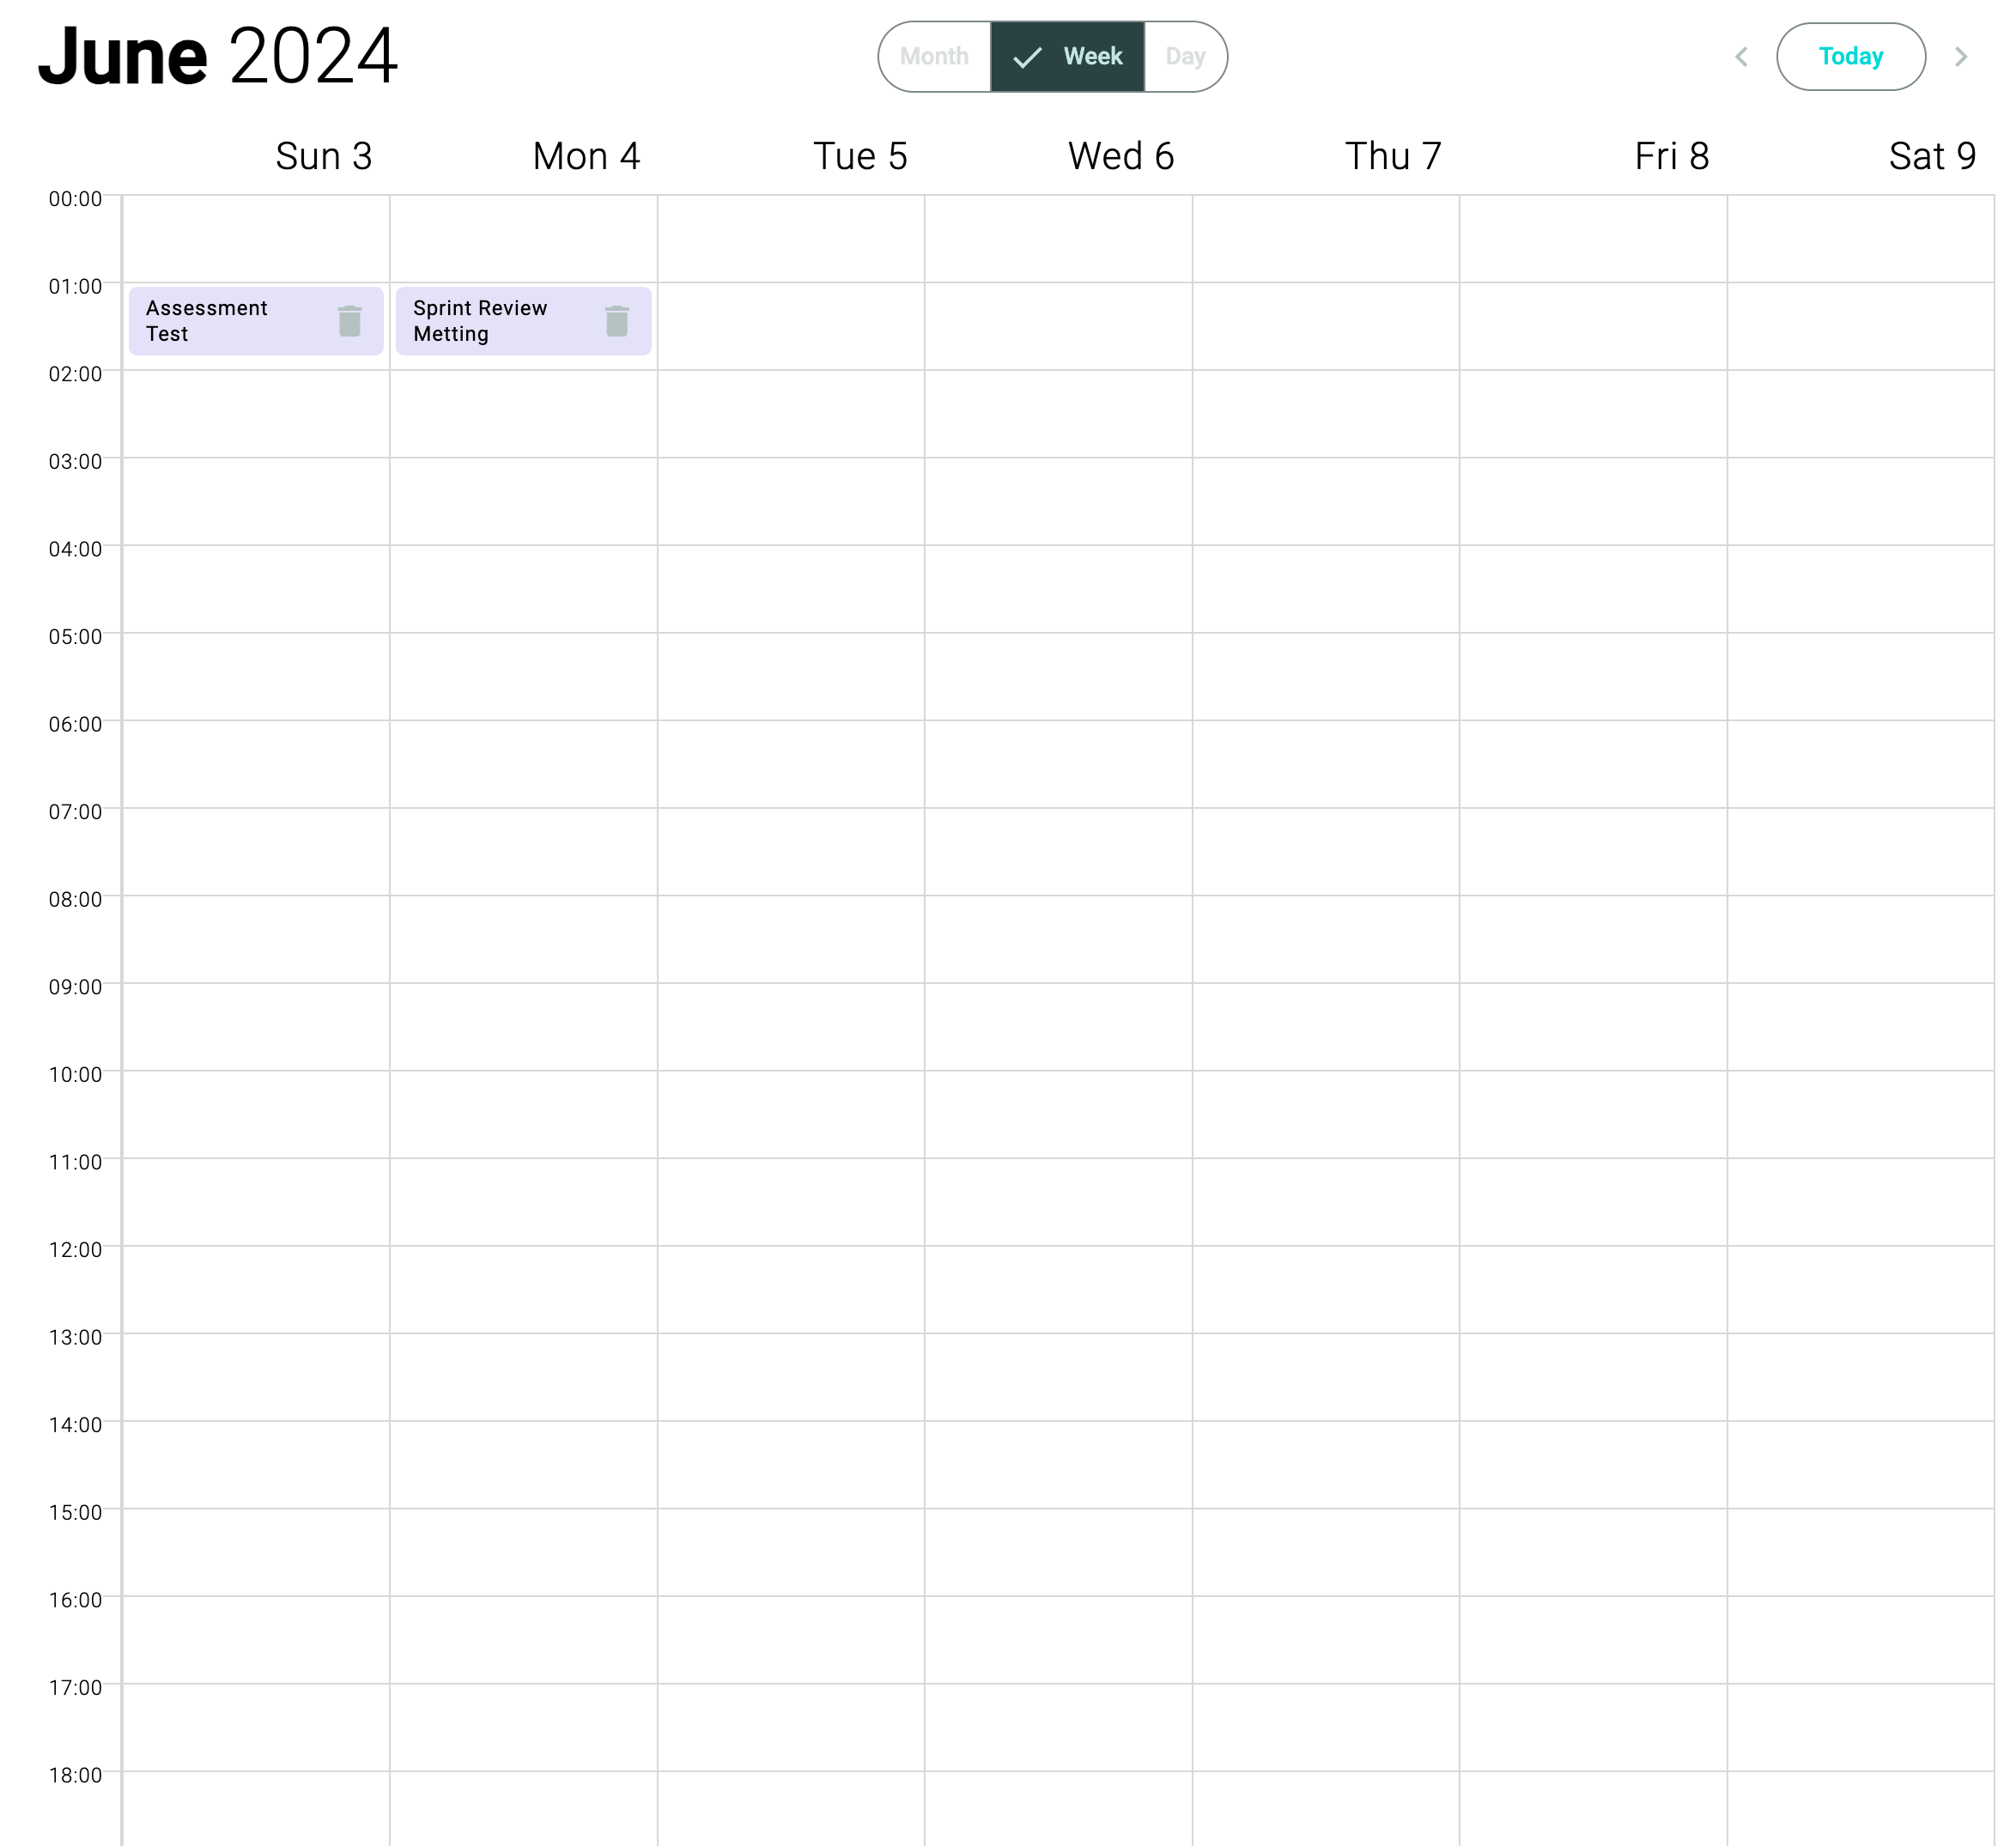 June 2024
Month Week Day
Today
Sun 3 Mon 4 Tue 5 Wed 6 Thu 7 Fri 8 Sat 9
00:00
01:00
Assessment
Test
Sprint Review
Metting
02:00
03:00
04:00
05:00
06:00
07:00
08:00
09:00
10:00
11:00
12:00
13:00
14:00
15:00
16:00
17:00
18:00